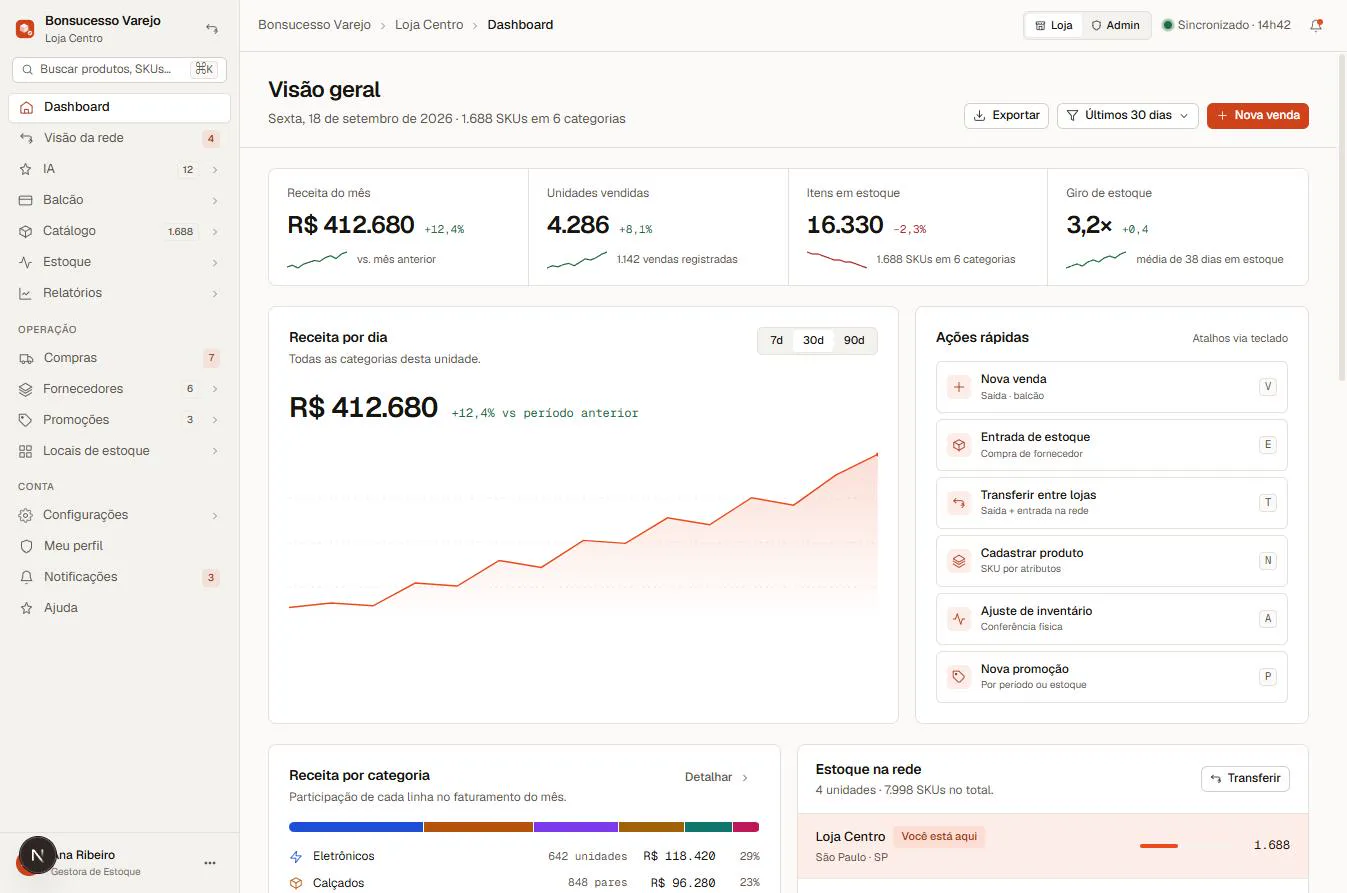 Bonsucesso Varejo
Loja Centro
Buscar produtos, SKUs… ⌘K
Dashboard
Visão da rede 4
IA 12
Balcão
Catálogo 1.688
Estoque
Relatórios
OPERAÇÃO
Compras 7
Fornecedores 6
Promoções 3
Locais de estoque
CONTA
Configurações
Meu perfil
Notificações 3
Ajuda
N
Ana Ribeiro
Gestora de Estoque
Bonsucesso Varejo › Loja Centro › Dashboard
Loja Admin Sincronizado · 14h42
Visão geral
Sexta, 18 de setembro de 2026 · 1.688 SKUs em 6 categorias
Exportar Últimos 30 dias + Nova venda
Receita do mês
R$ 412.680 +12,4%
vs. mês anterior
Unidades vendidas
4.286 +8,1%
1.142 vendas registradas
Itens em estoque
16.330 −2,3%
1.688 SKUs em 6 categorias
Giro de estoque
3,2× +0,4
média de 38 dias em estoque
Receita por dia
Todas as categorias desta unidade.
7d 30d 90d
R$ 412.680 +12,4% vs período anterior
Ações rápidas
Atalhos via teclado
Nova venda V
Saída · balcão
Entrada de estoque E
Compra de fornecedor
Transferir entre lojas T
Saída + entrada na rede
Cadastrar produto N
SKU por atributos
Ajuste de inventário A
Conferência física
Nova promoção P
Por período ou estoque
Receita por categoria
Detalhar
Participação de cada linha no faturamento do mês.
Eletrônicos 642 unidades R$ 118.420 29%
Calçados 848 pares R$ 96.280 23%
Estoque na rede
4 unidades · 7.998 SKUs no total.
Transferir
Loja Centro Você está aqui
São Paulo · SP
1.688